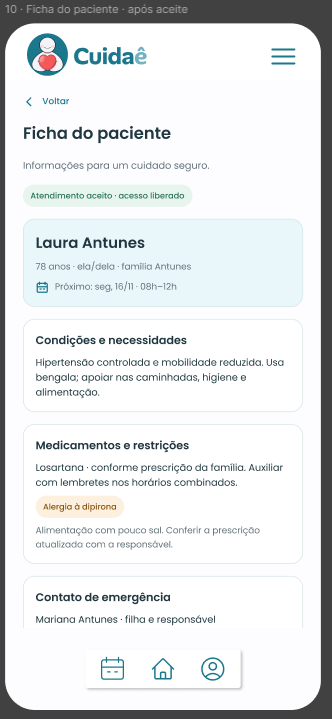 10 · Ficha do paciente · após aceite
Cuidaê
Voltar
Ficha do paciente
Informações para um cuidado seguro.
Atendimento aceito · acesso liberado
Laura Antunes
78 anos · ela/dela · família Antunes
Próximo: seg, 16/11 · 08h–12h
Condições e necessidades
Hipertensão controlada e mobilidade reduzida. Usa
bengala; apoiar nas caminhadas, higiene e
alimentação.
Medicamentos e restrições
Losartana · conforme prescrição da família. Auxiliar
com lembretes nos horários combinados.
Alergia à dipirona
Alimentação com pouco sal. Conferir a prescrição
atualizada com a responsável.
Contato de emergência
Mariana Antunes · filha e responsável